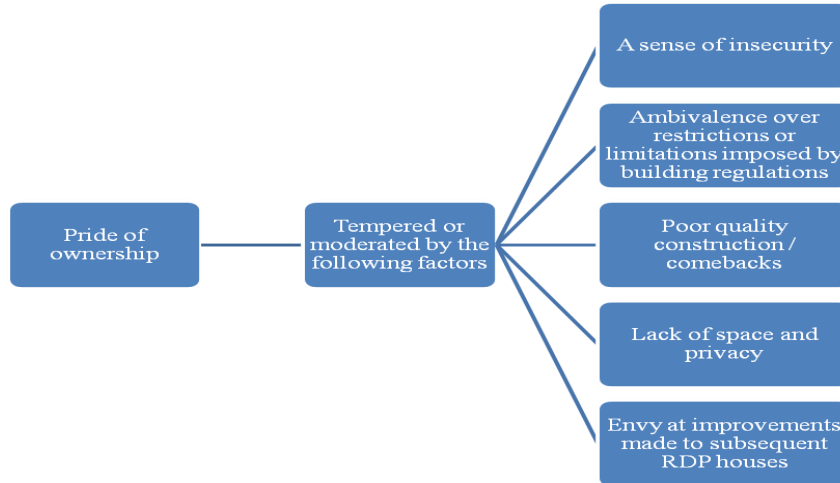 Pride of
ownership
Tempered or
moderated by the
following factors
A sense of insecurity
Ambivalence over
restrictions or
limitations imposed by
building regulations
Poor quality
construction /
comebacks
Lack of space and
privacy
Envy at improvements
made to subsequent
RDP houses